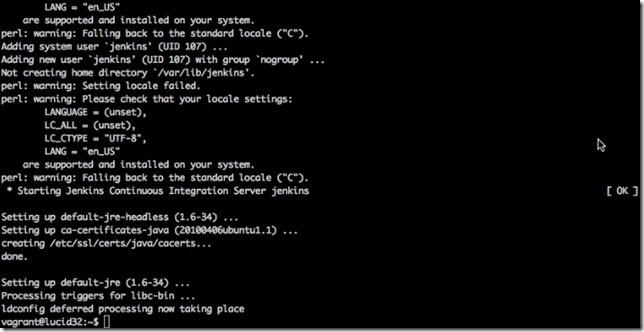 LANG = "en_US"
are supported and installed on your system.
perl: warning: Falling back to the standard locale ("C").
Adding system user `jenkins' (UID 107) ...
Adding new user `jenkins' (UID 107) with group `nogroup' ...
Not creating home directory `/var/lib/jenkins'.
perl: warning: Setting locale failed.
perl: warning: Please check that your locale settings:
LANGUAGE = (unset),
LC_ALL = (unset),
LC_CTYPE = "UTF-8",
LANG = "en_US"
are supported and installed on your system.
perl: warning: Falling back to the standard locale ("C").
* Starting Jenkins Continuous Integration Server jenkins [ OK ]
Setting up default-jre-headless (1.6-34) ...
Setting up ca-certificates-java (20100406ubuntu1.1) ...
creating /etc/ssl/certs/java/cacerts...
done.
Setting up default-jre (1.6-34) ...
Processing triggers for libc-bin ...
ldconfig deferred processing now taking place
vagrant@lucid32:~$